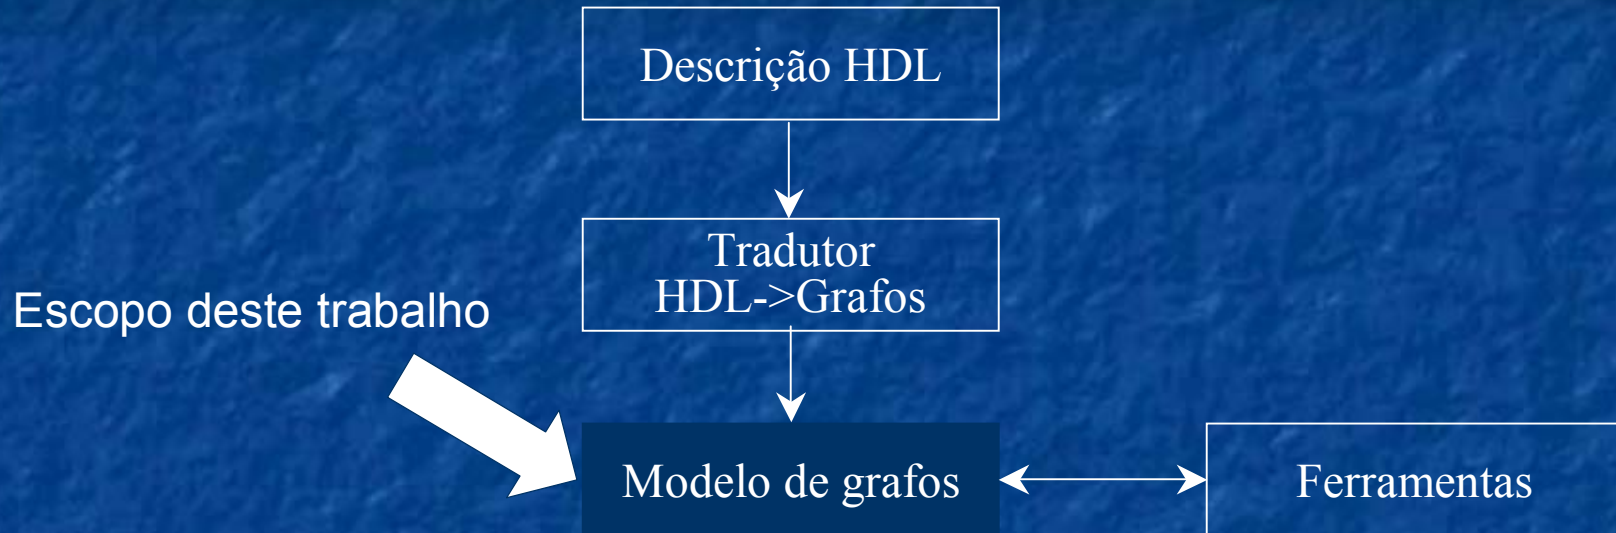 Descrição HDL
Tradutor
HDL->Grafos
Escopo deste trabalho
Modelo de grafos
Ferramentas